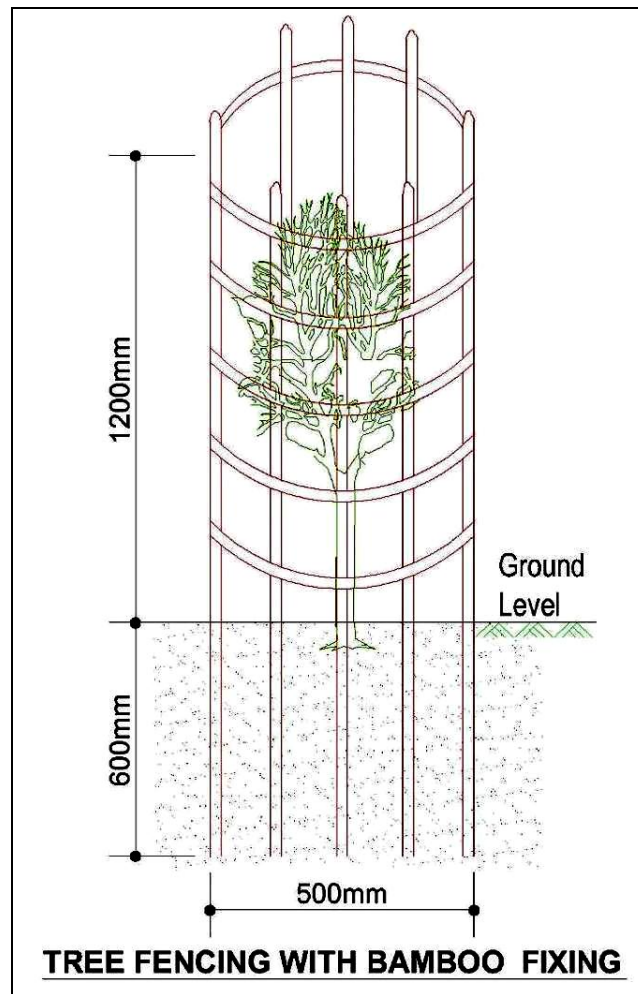 1200mm
Ground
Level
600mm
500mm
TREE FENCING WITH BAMBOO FIXING